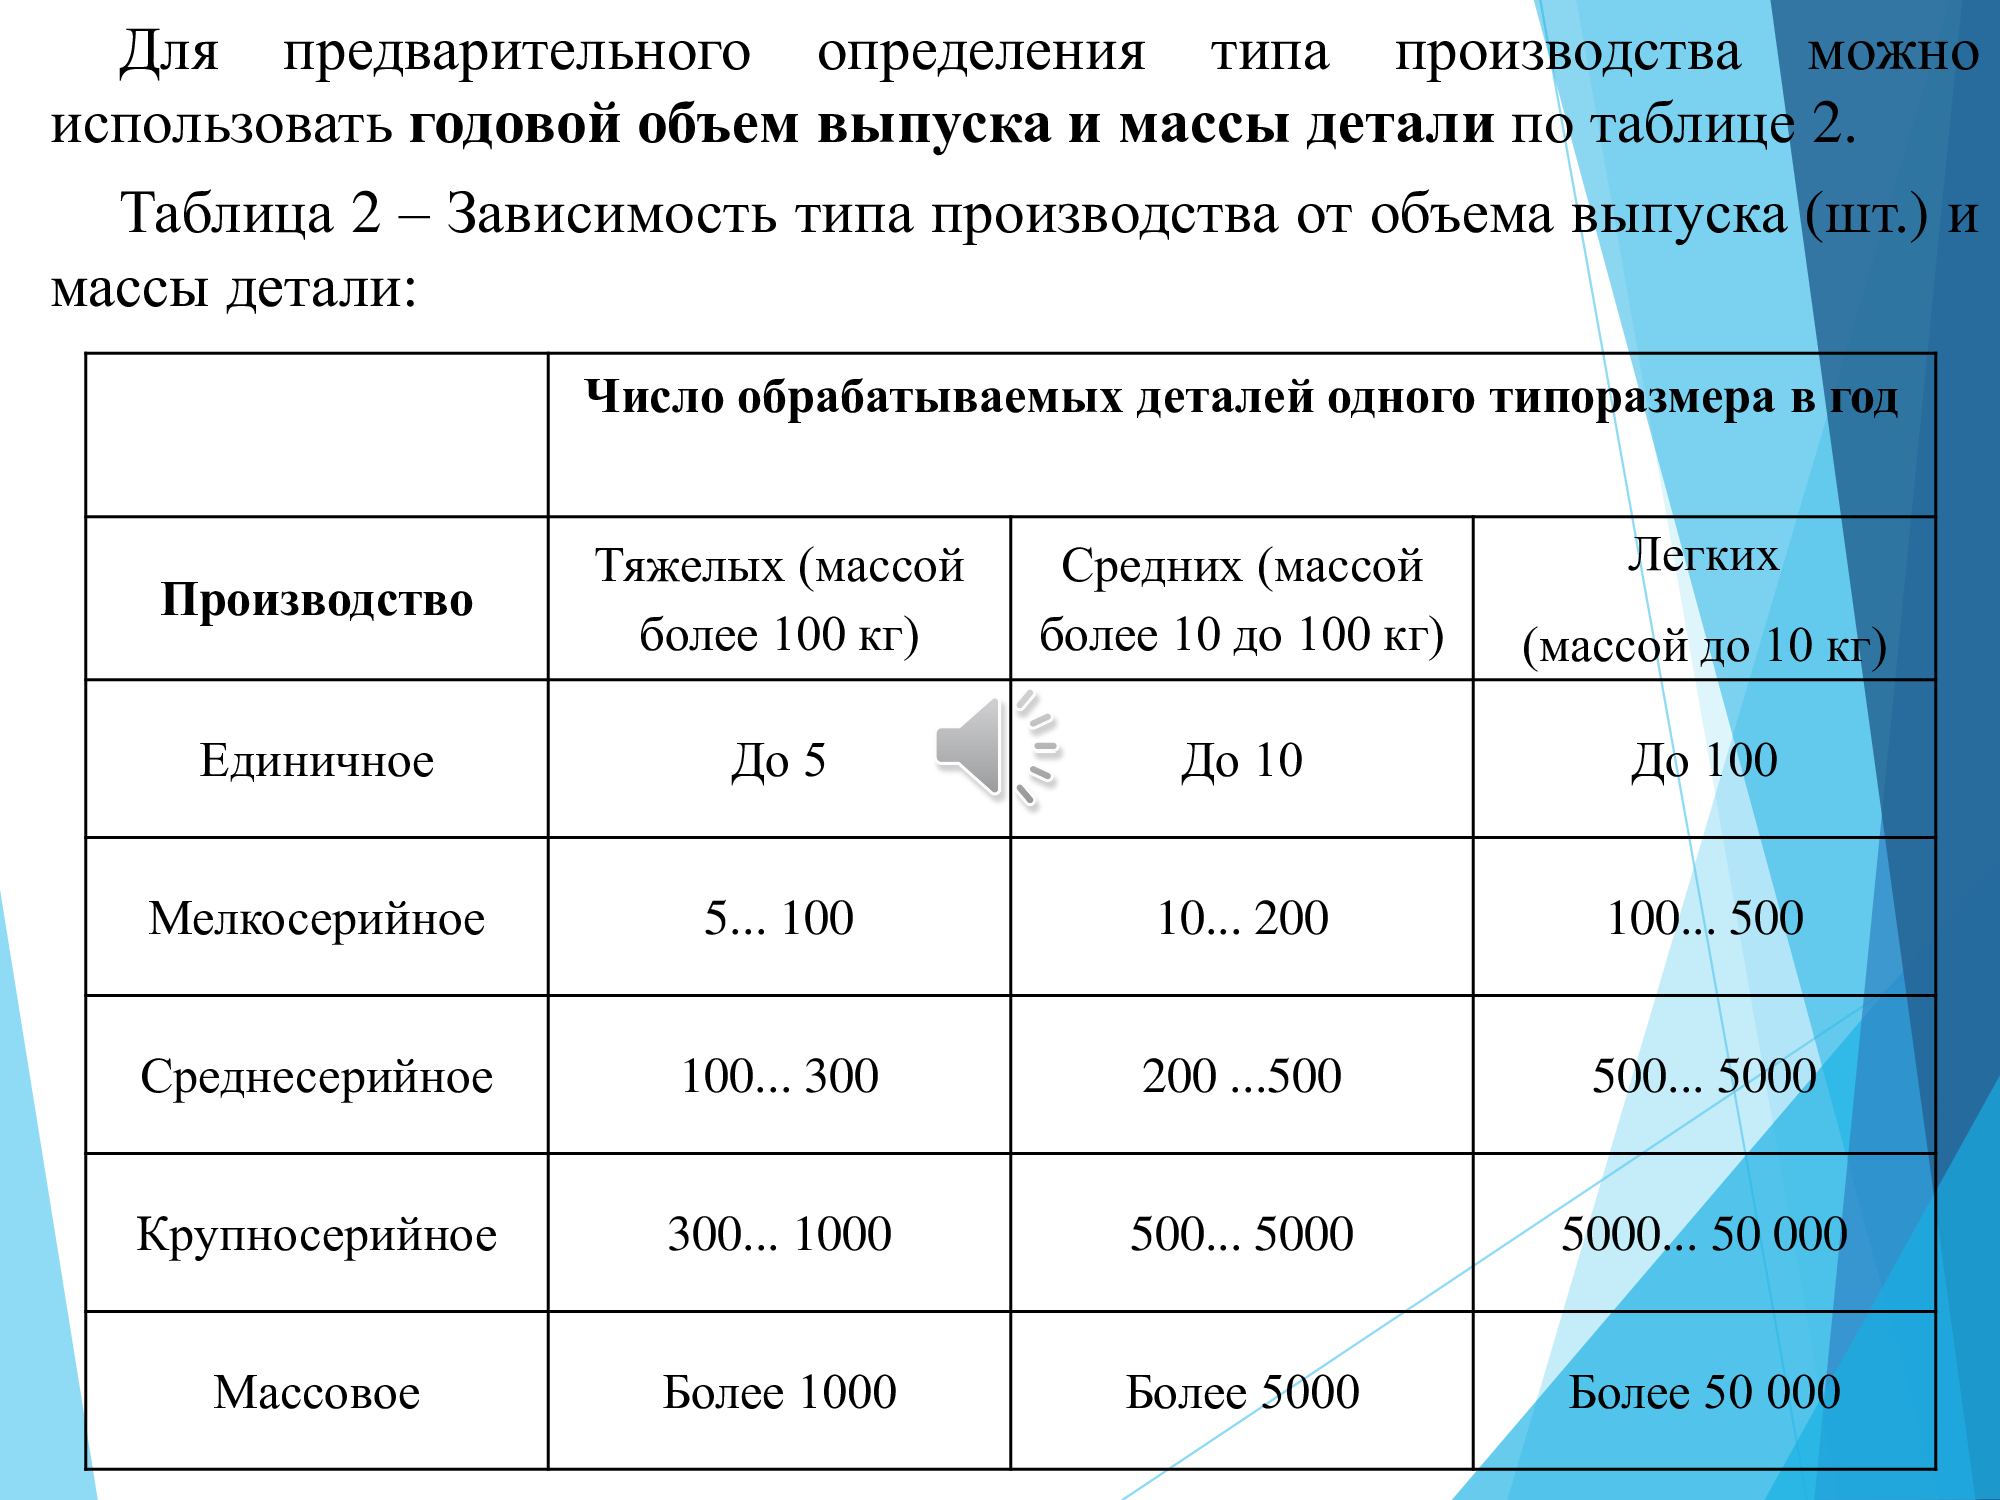 Для предварительного определения типа производства можно
использовать годовой объем выпуска и массы детали по таблице 2.
Таблица 2 – Зависимость типа производства от объема выпуска (шт.) и
массы детали:
Число обрабатываемых деталей одного типоразмера в год
Производство
Тяжелых (массой
более 100 кг)
Средних (массой
более 10 до 100 кг)
Легких
(массой до 10 кг)
Единичное
До 5
До 10
До 100
Мелкосерийное
5... 100
10... 200
100... 500
Среднесерийное
100... 300
200 ...500
500... 5000
Крупносерийное
300... 1000
500... 5000
5000... 50 000
Массовое
Более 1000
Более 5000
Более 50 000